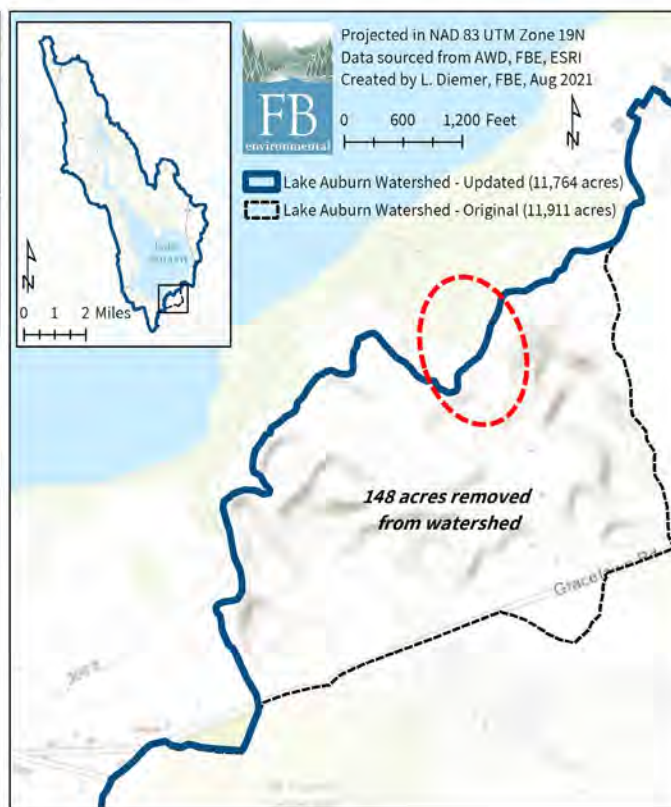 Projected in NAD 83 UTM Zone 19N
Data sourced from AWD, FBE, ESRI
Created by L. Diemer, FBE, Aug 2021
FB
environmental
0 600 1,200 Feet
N
Lake Auburn Watershed - Updated (11,764 acres)
Lake Auburn Watershed - Original (11,911 acres)
N
0 1 2 Miles
148 acres removed
from watershed